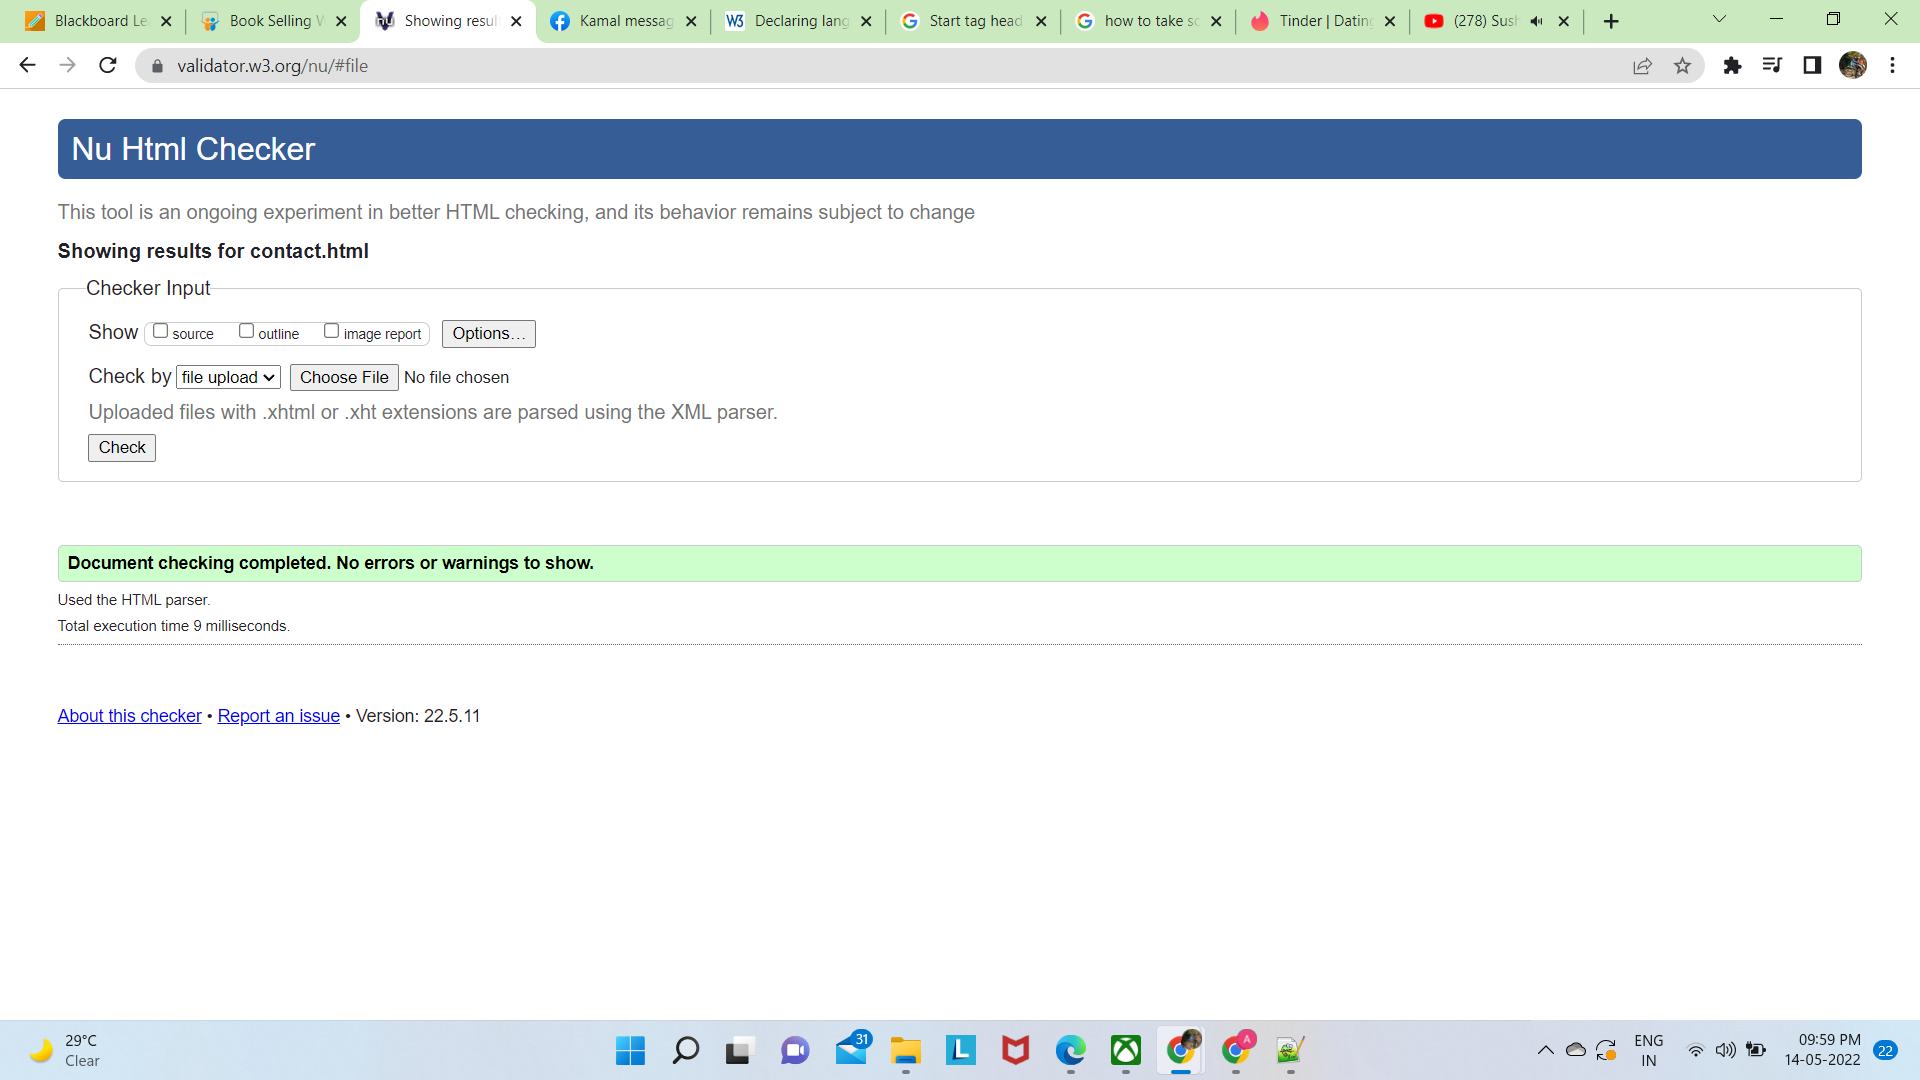 Blackboard Le
Book Selling W
Showing resul
Kamal messag
Declaring lang
Start tag head
how to take sc
Tinder | Dating
(278) Sush
validator.w3.org/nu/#file
Nu Html Checker
This tool is an ongoing experiment in better HTML checking, and its behavior remains subject to change
Showing results for contact.html
Checker Input
Show source outline image report Options...
Check by file upload Choose File No file chosen
Uploaded files with .xhtml or .xht extensions are parsed using the XML parser.
Check
Document checking completed. No errors or warnings to show.
Used the HTML parser.
Total execution time 9 milliseconds.
About this checker • Report an issue • Version: 22.5.11
29°C
Clear
31
L
A
ENG
IN
09:59 PM
14-05-2022
22